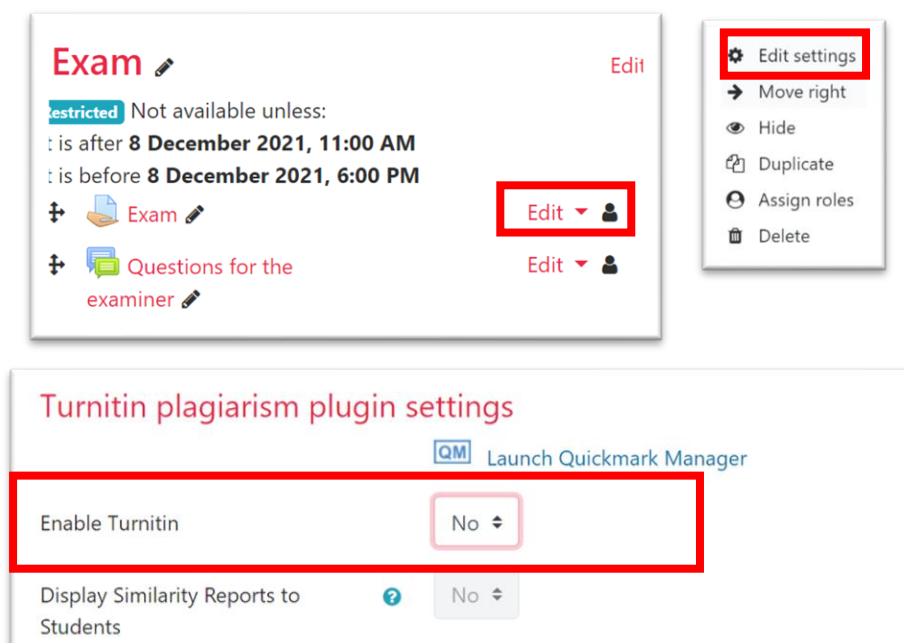 Exam
Edit
Restricted Not available unless:
t is after 8 December 2021, 11:00 AM
t is before 8 December 2021, 6:00 PM
Exam Edit
Questions for the Edit
examiner
Edit settings
Move right
Hide
Duplicate
Assign roles
Delete
Turnitin plagiarism plugin settings
QM Launch Quickmark Manager
Enable Turnitin No
Display Similarity Reports to ? No
Students